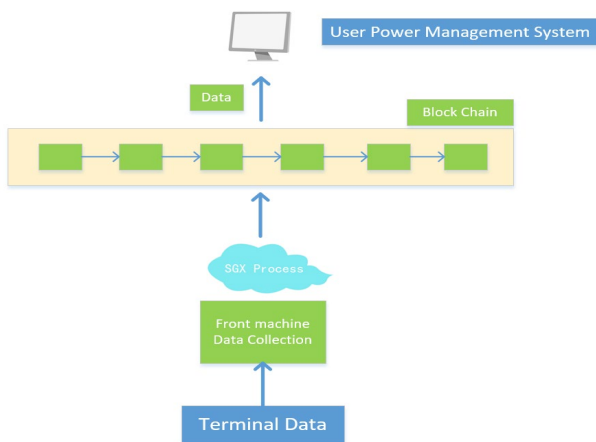 User Power Management System
Data
Block Chain
SGX Process
Front machine
Data Collection
Terminal Data